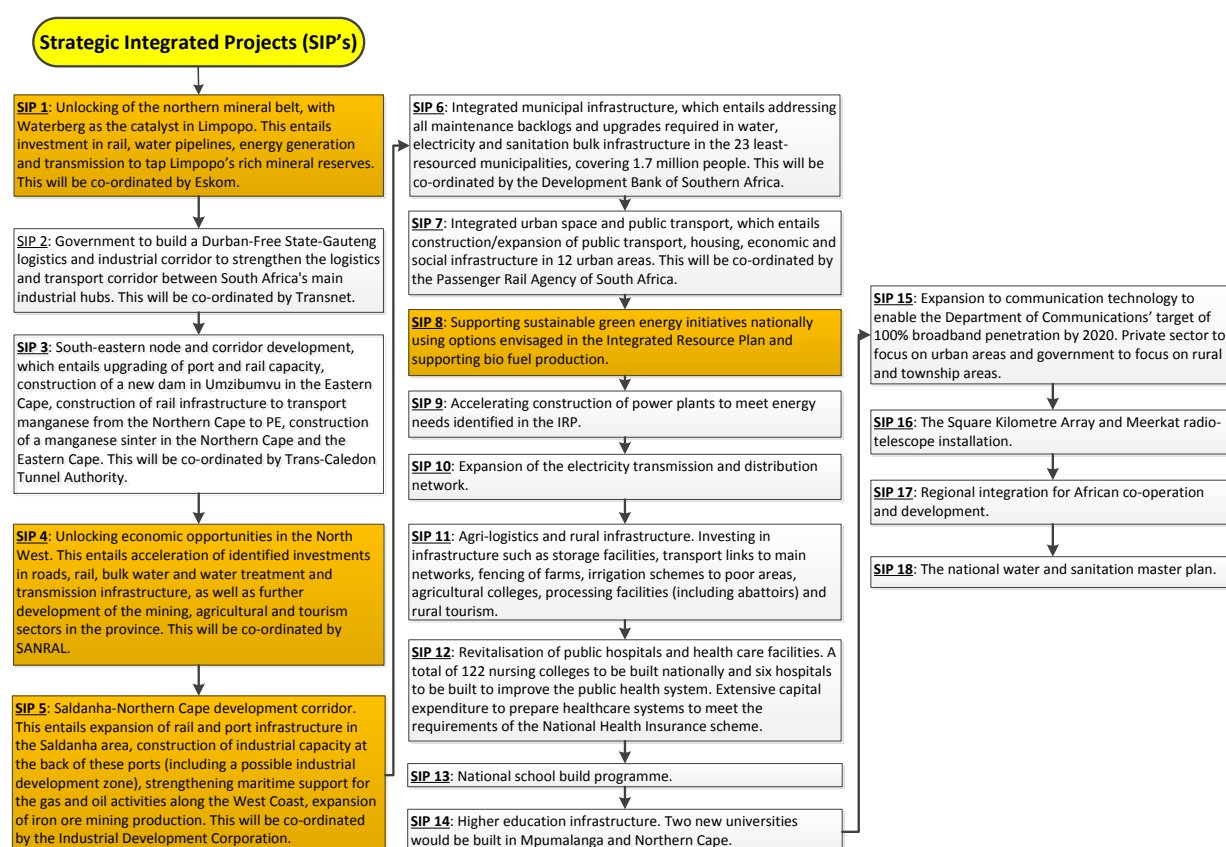 Strategic Integrated Projects (SIP’s)
SIP 1: Unlocking of the northern mineral belt, with
Waterberg as the catalyst in Limpopo. This entails
investment in rail, water pipelines, energy generation
and transmission to tap Limpopo’s rich mineral reserves.
This will be co-ordinated by Eskom.
SIP 2: Government to build a Durban-Free State-Gauteng
logistics and industrial corridor to strengthen the logistics
and transport corridor between South Africa's main
industrial hubs. This will be co-ordinated by Transnet.
SIP 3: South-eastern node and corridor development,
which entails upgrading of port and rail capacity,
construction of a new dam in Umzibumvu in the Eastern
Cape, construction of rail infrastructure to transport
manganese from the Northern Cape to PE, construction
of a manganese sinter in the Northern Cape and the
Eastern Cape. This will be co-ordinated by Trans-Caledon
Tunnel Authority.
SIP 4: Unlocking economic opportunities in the North
West. This entails acceleration of identified investments
in roads, rail, bulk water and water treatment and
transmission infrastructure, as well as further
development of the mining, agricultural and tourism
sectors in the province. This will be co-ordinated by
SANRAL.
SIP 5: Saldanha-Northern Cape development corridor.
This entails expansion of rail and port infrastructure in
the Saldanha area, construction of industrial capacity at
the back of these ports (including a possible industrial
development zone), strengthening maritime support for
the gas and oil activities along the West Coast, expansion
of iron ore mining production. This will be co-ordinated
by the Industrial Development Corporation.
SIP 6: Integrated municipal infrastructure, which entails addressing
all maintenance backlogs and upgrades required in water,
electricity and sanitation bulk infrastructure in the 23 least-
resourced municipalities, covering 1.7 million people. This will be
co-ordinated by the Development Bank of Southern Africa.
SIP 7: Integrated urban space and public transport, which entails
construction/expansion of public transport, housing, economic and
social infrastructure in 12 urban areas. This will be co-ordinated by
the Passenger Rail Agency of South Africa.
SIP 8: Supporting sustainable green energy initiatives nationally
using options envisaged in the Integrated Resource Plan and
supporting bio fuel production.
SIP 9: Accelerating construction of power plants to meet energy
needs identified in the IRP.
SIP 10: Expansion of the electricity transmission and distribution
network.
SIP 11: Agri-logistics and rural infrastructure. Investing in
infrastructure such as storage facilities, transport links to main
networks, fencing of farms, irrigation schemes to poor areas,
agricultural colleges, processing facilities (including abattoirs) and
rural tourism.
SIP 12: Revitalisation of public hospitals and health care facilities. A
total of 122 nursing colleges to be built nationally and six hospitals
to be built to improve the public health system. Extensive capital
expenditure to prepare healthcare systems to meet the
requirements of the National Health Insurance scheme.
SIP 13: National school build programme.
SIP 14: Higher education infrastructure. Two new universities
would be built in Mpumalanga and Northern Cape.
SIP 15: Expansion to communication technology to
enable the Department of Communications’ target of
100% broadband penetration by 2020. Private sector to
focus on urban areas and government to focus on rural
and township areas.
SIP 16: The Square Kilometre Array and Meerkat radio-
telescope installation.
SIP 17: Regional integration for African co-operation
and development.
SIP 18: The national water and sanitation master plan.